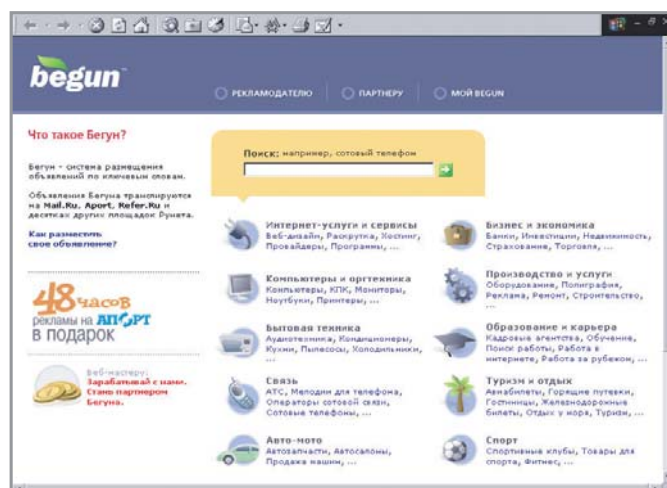 begun
РЕКЛАМОДАТЕЛЮ
ПАРТНЕРУ
МОЙ BEGUN
Что такое Бегун?
Бегун - система размещения
объявлений по ключевым словам.
Объявления Бегуна транслируются
на Mail.Ru, Aport, Refer.Ru и
десятках других площадок Рунета.
Как разместить
свое объявление?
48 часов
рекламы на АПОРТ
в подарок
Веб-мастеру:
Зарабатывай с нами.
Стань партнером
Бегуна.
Поиск: например, сотовый телефон
Интернет-услуги и сервисы
Веб-дизайн, Раскрутка, Хостинг,
Провайдеры, Программы, ...
Бизнес и экономика
Банки, Инвестиции, Недвижимость,
Страхование, Торговля, ...
Компьютеры и оргтехника
Компьютеры, КПК, Мониторы,
Ноутбуки, Принтеры, ...
Производство и услуги
Оборудование, Полиграфия,
Реклама, Ремонт, Строительство,
...
Бытовая техника
Аудиотехника, Кондиционеры,
Кухни, Пылесосы, Холодильники,
...
Образование и карьера
Кадровые агентства, Обучение,
Поиск работы, Работа в
интернете, Работа за рубежом, ...
Связь
АТС, Мелодии для телефона,
Операторы сотовой связи,
Сотовые телефоны, ...
Туризм и отдых
Авиабилеты, Горящие путевки,
Гостиницы, Железнодорожные
билеты, Отдых у моря, Туризм, ...
Авто-мото
Автозапчасти, Автосалоны,
Продажа машин, ...
Спорт
Спортивные клубы, Товары для
спорта, Фитнес, ...